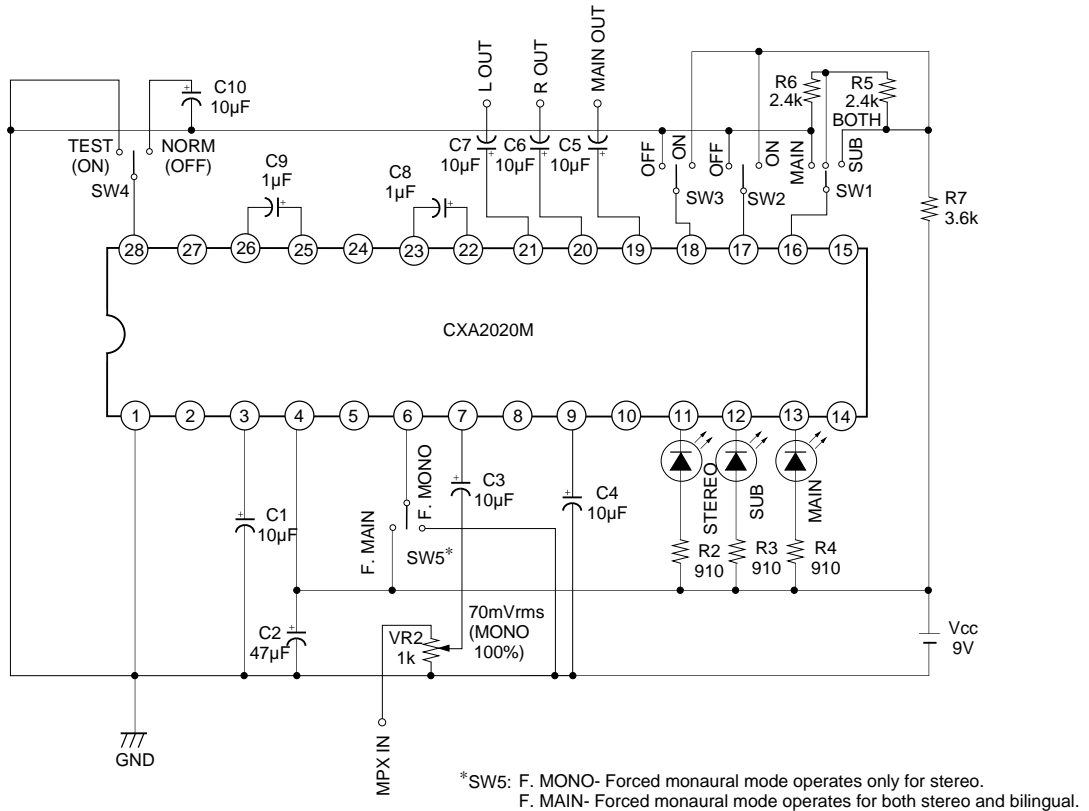 L OUT
R OUT
MAIN OUT
C10
10µF
R6
2.4k
R5
2.4k
BOTH
TEST
(ON)
NORM
(OFF)
SW4
C9
1µF
C8
1µF
C7
10µF
C6
10µF
C5
10µF
OFF
ON
SW3
OFF
ON
SW2
MAIN
SUB
SW1
R7
3.6k
28
27
26
25
24
23
22
21
20
19
18
17
16
15
CXA2020M
1
2
3
4
5
6
7
8
9
10
11
12
13
14
C1
10µF
F. MAIN
F. MONO
SW5*
C3
10µF
C4
10µF
STEREO
SUB
MAIN
R2
910
R3
910
R4
910
C2
47µF
VR2
1k
70mVrms
(MONO
100%)
Vcc
9V
GND
MPX IN
*SW5: F. MONO- Forced monaural mode operates only for stereo.
F. MAIN- Forced monaural mode operates for both stereo and bilingual.